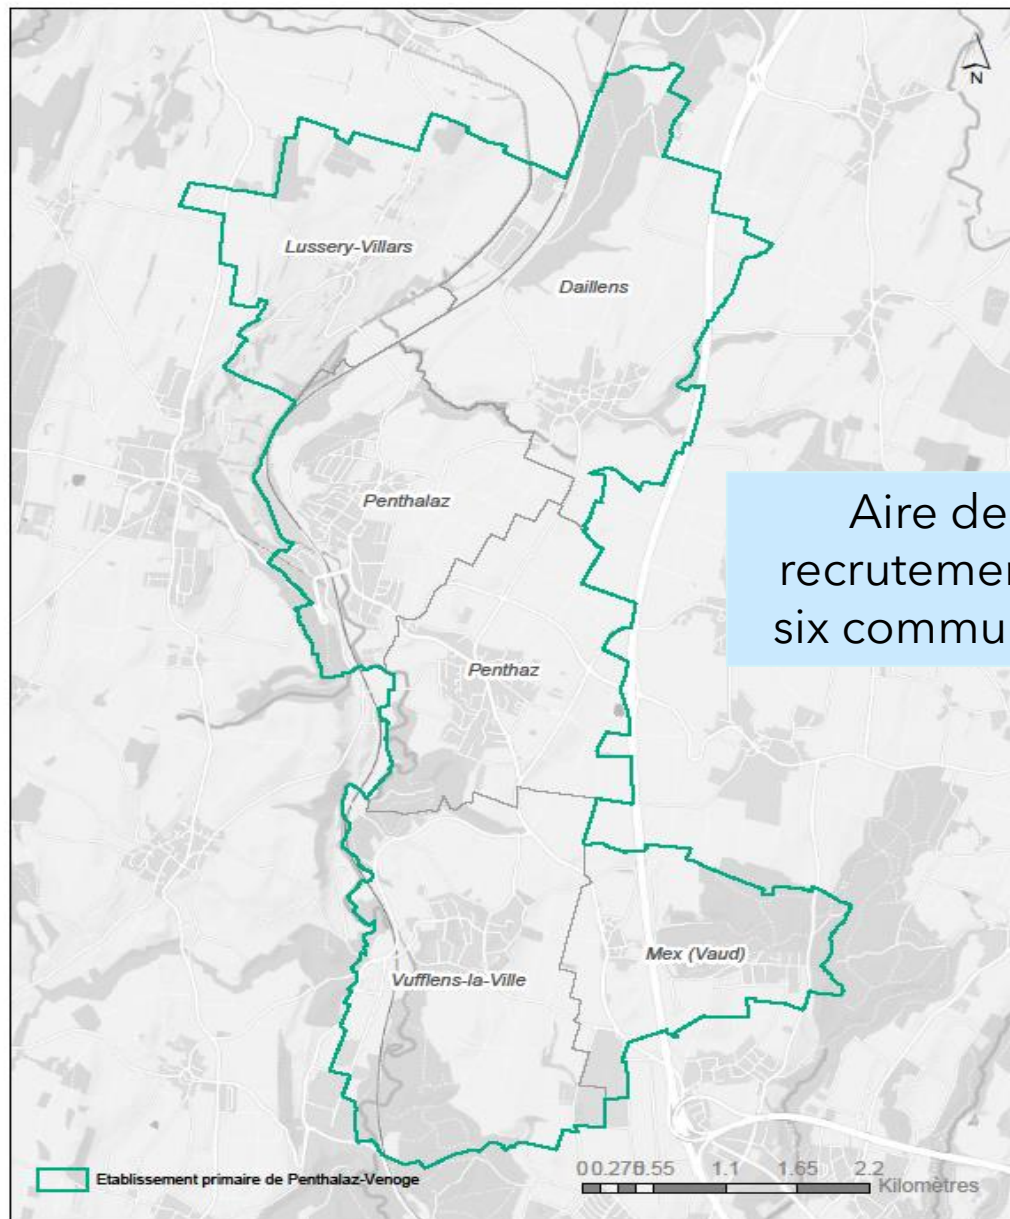 N
Lussery-Villars
Daillens
Penthalaz
Aire de
recrutemen
six commu
Penthaz
Mex (Vaud)
Vufflens-la-Ville
Etablissement primaire de Penthalaz-Venoge
0 0.275 0.55 1.1 1.65 2.2
Kilomètres